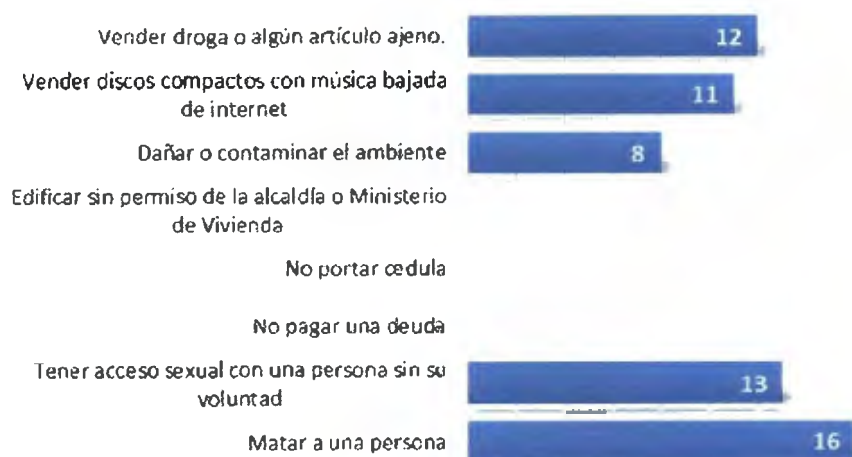 Vender droga o algún artículo ajeno.
12
Vender discos compactos con música bajada
de internet
11
Dañar o contaminar el ambiente
8
Edificar sin permiso de la alcaldía o Ministerio
de Vivienda
No portar cedula
No pagar una deuda
Tener acceso sexual con una persona sin su
voluntad
13
Matar a una persona
16